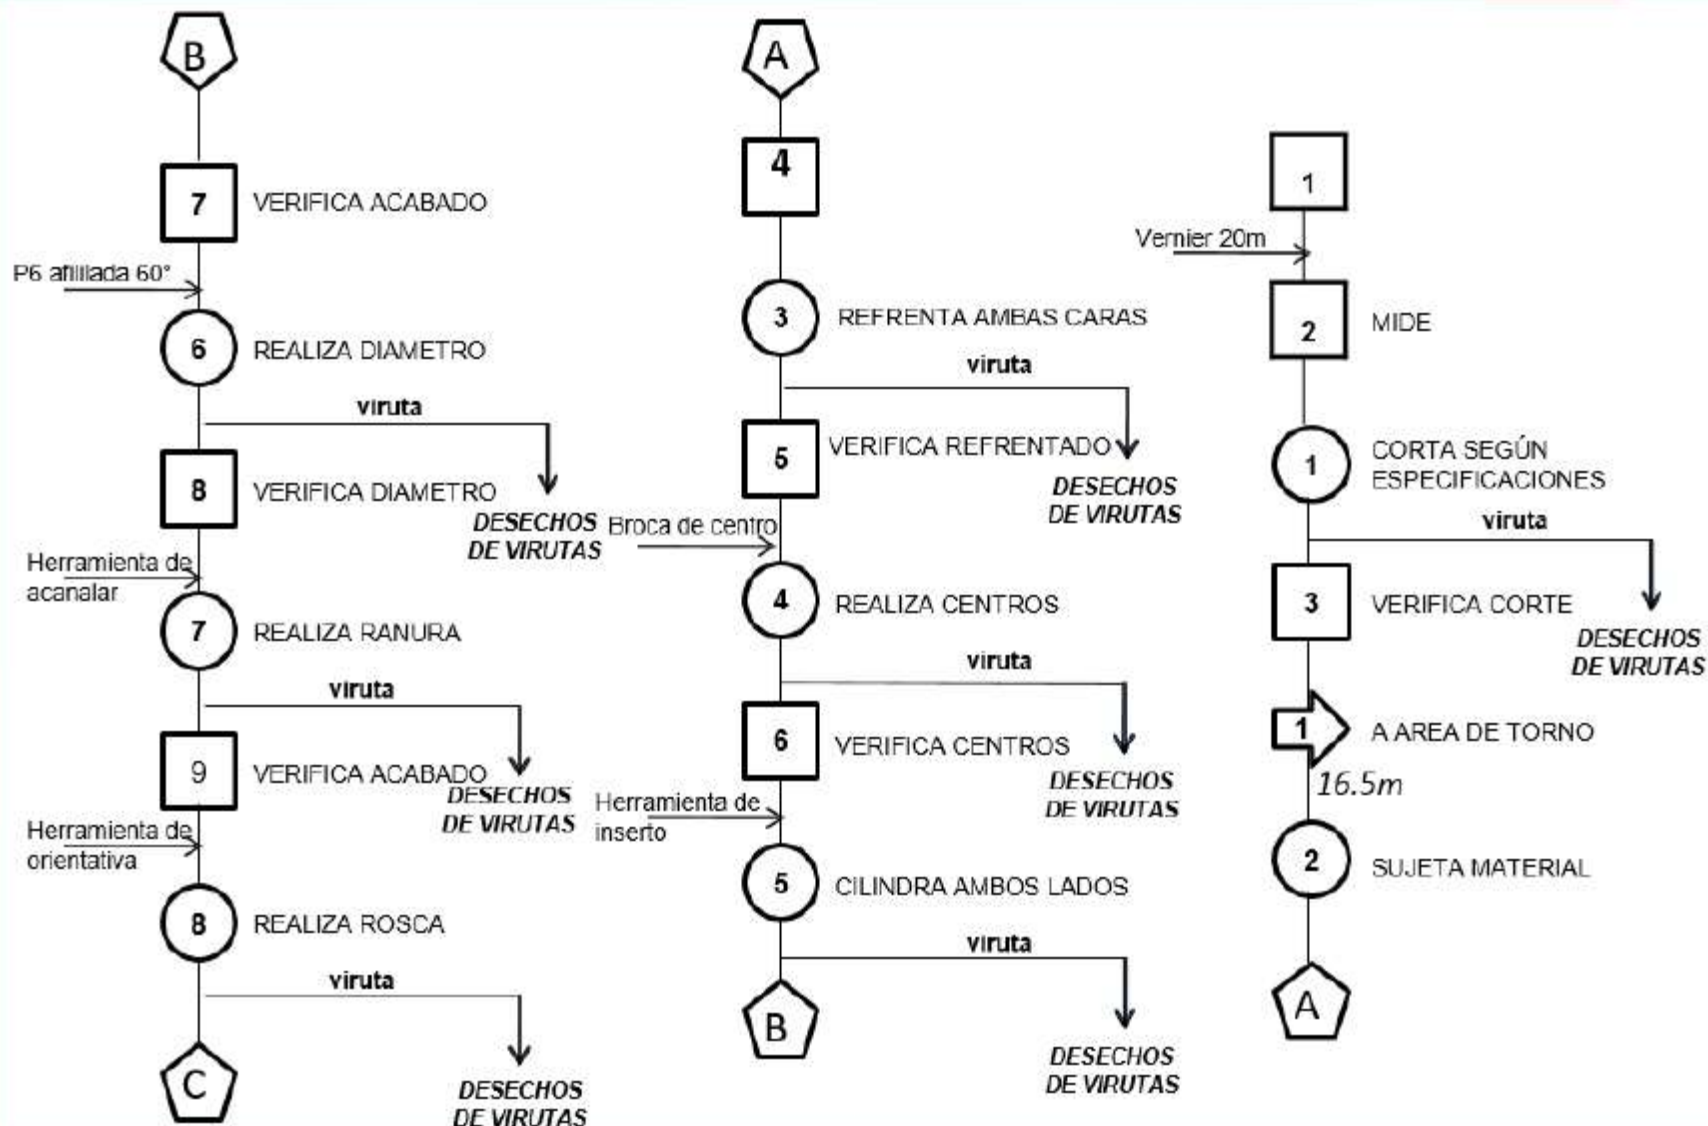 B
7
VERIFICA ACABADO
P6 afililada 60°
6
REALIZA DIAMETRO
viruta
8
VERIFICA DIAMETRO
DESECHOS
DE VIRUTAS
Herramienta de
acanalar
7
REALIZA RANURA
viruta
9
VERIFICA ACABADO
DESECHOS
DE VIRUTAS
Herramienta de
orientativa
8
REALIZA ROSCA
viruta
C
DESECHOS
DE VIRUTAS
A
4
3
REFRENTA AMBAS CARAS
viruta
5
VERIFICA REFRENTADO
DESECHOS
DE VIRUTAS
Broca de centro
4
REALIZA CENTROS
viruta
6
VERIFICA CENTROS
DESECHOS
DE VIRUTAS
Herramienta de
inserto
5
CILINDRA AMBOS LADOS
viruta
B
DESECHOS
DE VIRUTAS
1
Vernier 20m
2
MIDE
1
CORTA SEGÚN
ESPECIFICACIONES
viruta
3
VERIFICA CORTE
DESECHOS
DE VIRUTAS
1
A AREA DE TORNO
16.5m
2
SUJETA MATERIAL
A